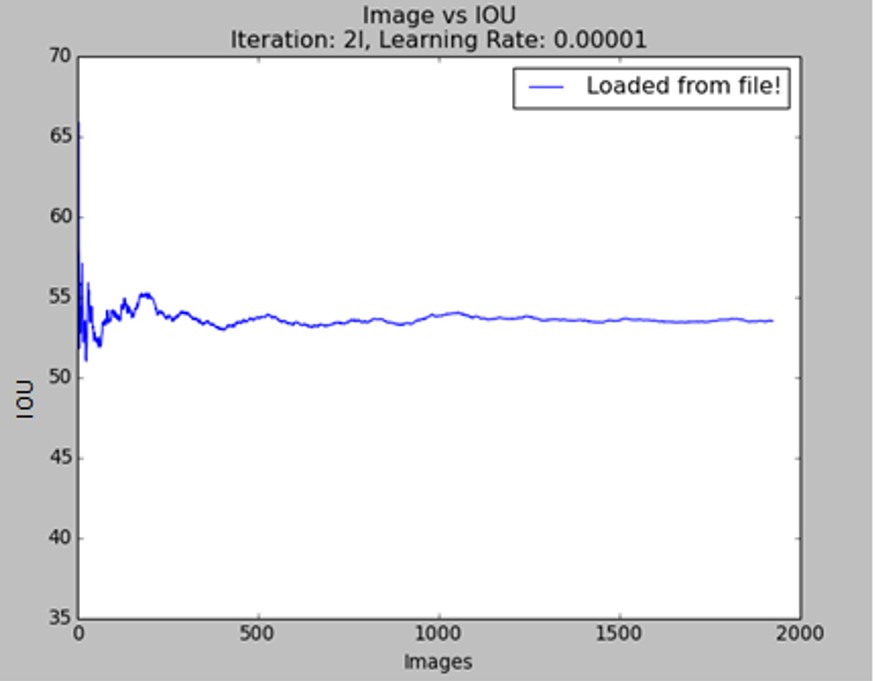 Image vs IOU
Iteration: 2l, Learning Rate: 0.00001
Loaded from file!
70
65
60
55
50
45
40
35
IOU
0 500 1000 1500 2000
Images